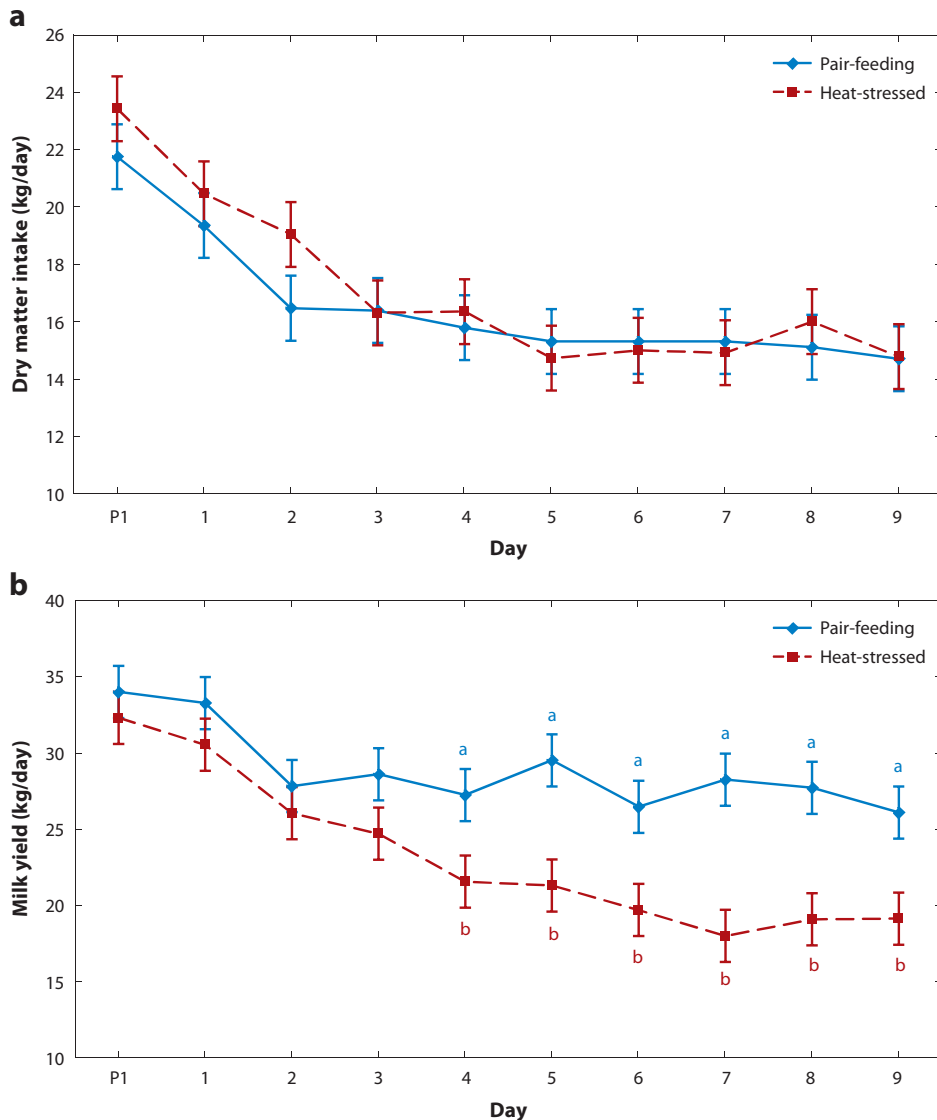 a
26
24
22
20
18
16
14
12
10
Dry matter intake (kg/day)
Pair-feeding
Heat-stressed
P1 1 2 3 4 5 6 7 8 9
Day
b
40
35
30
25
20
15
10
Milk yield (kg/day)
Pair-feeding
Heat-stressed
a a a a a a
b b b b b b
P1 1 2 3 4 5 6 7 8 9
Day